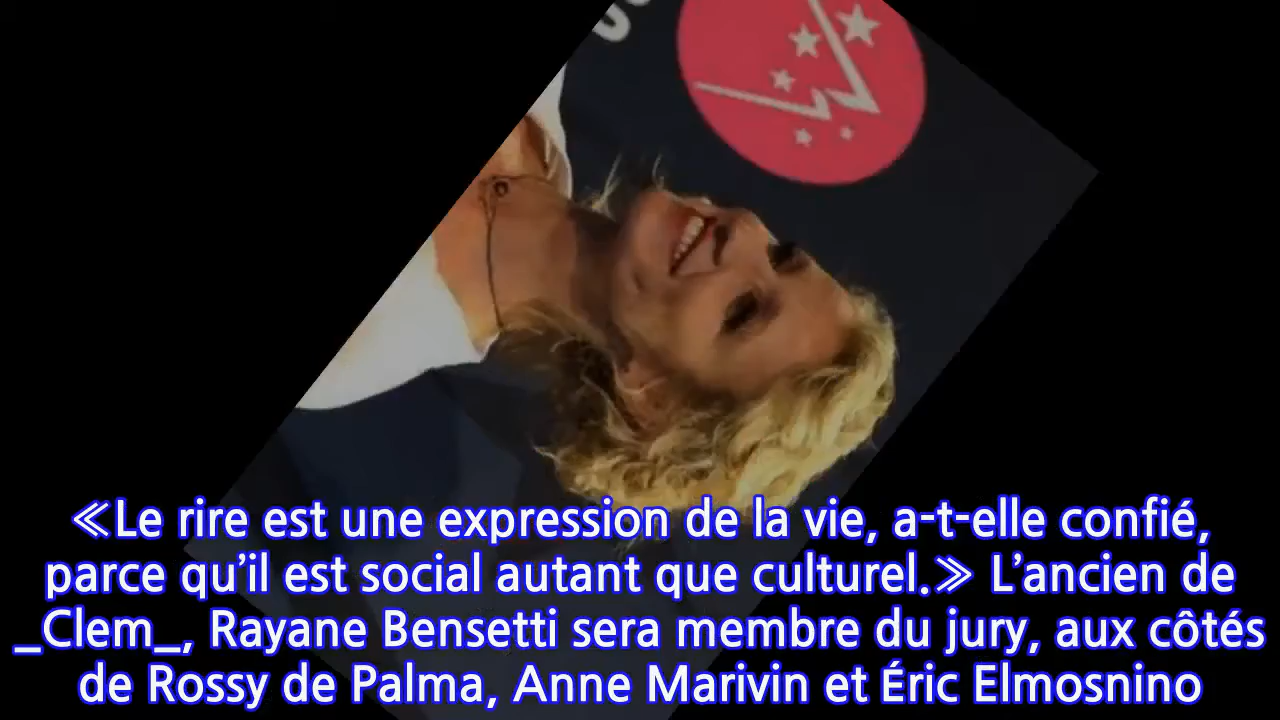 ≪Le rire est une expression de la vie, a-t-elle confié,
parce qu’il est social autant que culturel.≫ L’ancien de
_Clem_, Rayane Bensetti sera membre du jury, aux côtés
de Rossy de Palma, Anne Marivin et Éric Elmosnino